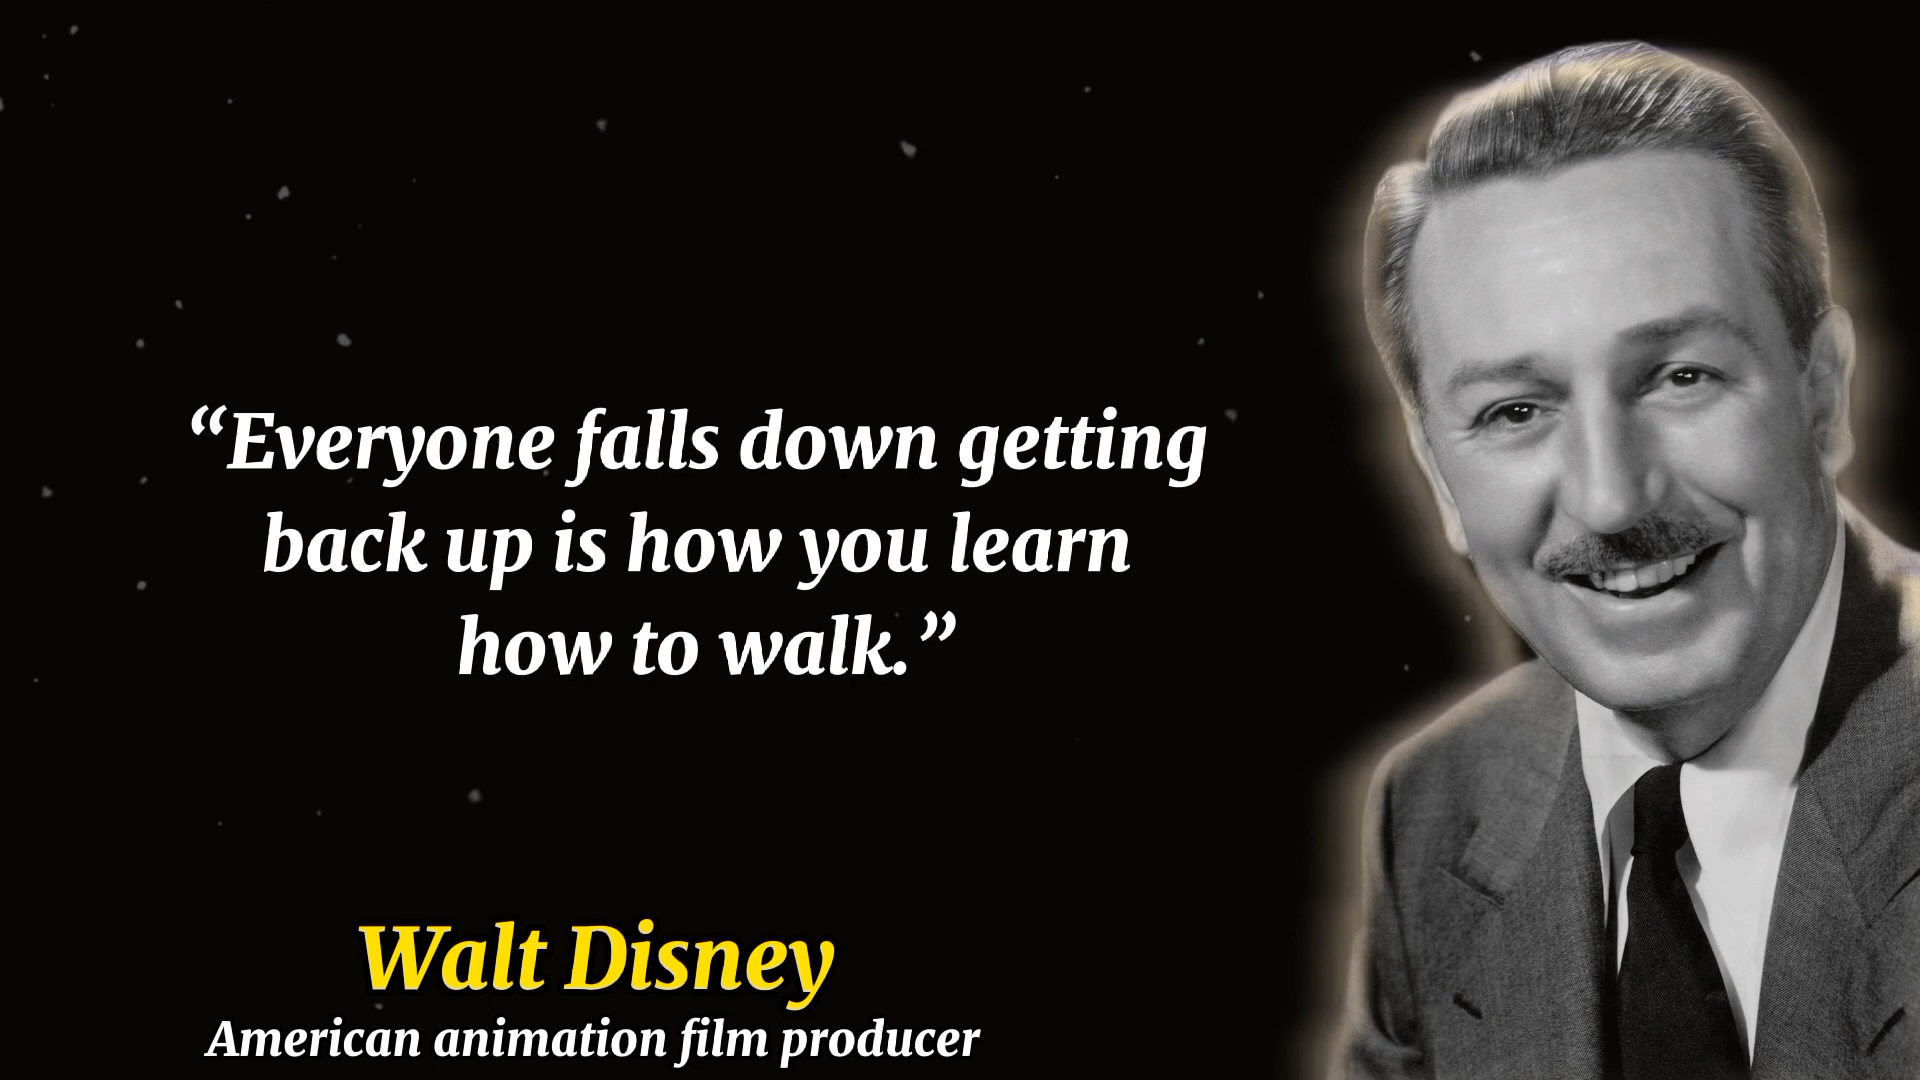 “Everyone falls down getting
back up is how you learn
how to walk.”
Walt Disney
American animation film producer